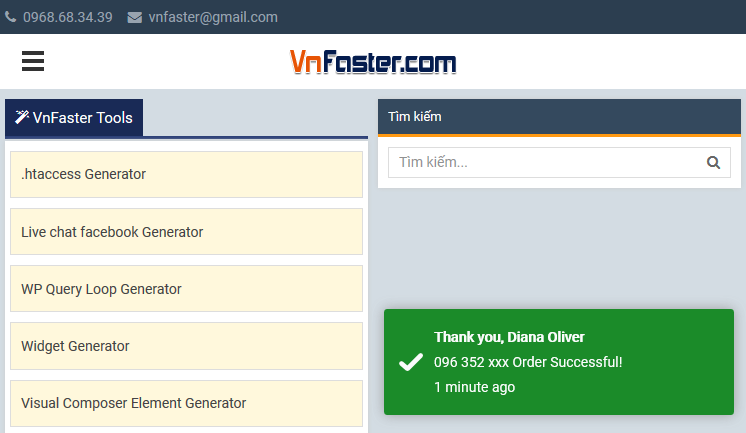 0968.68.34.39 vnfaster@gmail.com
VnFaster.com
VnFaster Tools
.htaccess Generator
Live chat facebook Generator
WP Query Loop Generator
Widget Generator
Visual Composer Element Generator
Tìm kiếm
Tìm kiếm...
Thank you, Diana Oliver
096 352 xxx Order Successful!
1 minute ago